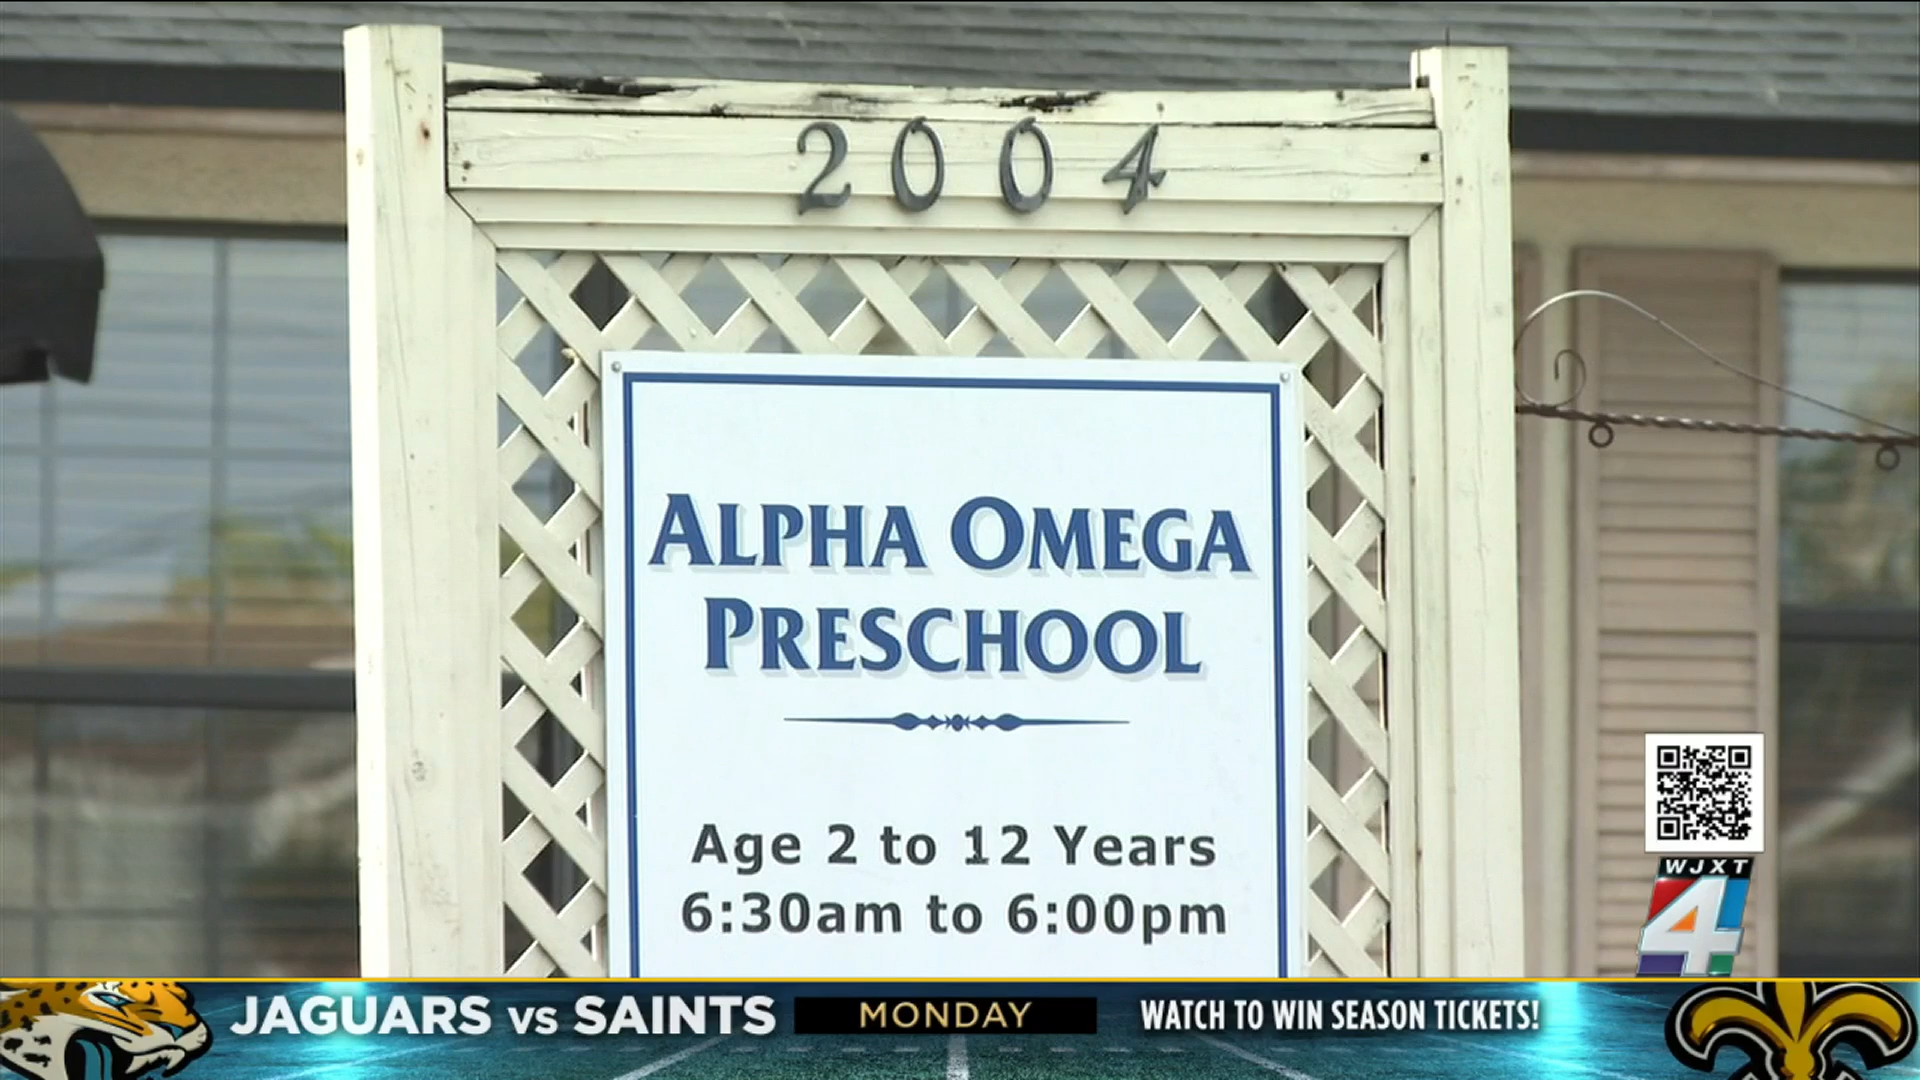 2004
ALPHA OMEGA
PRESCHOOL
Age 2 to 12 Years
6:30am to 6:00pm
WJXT
4
JAGUARS VS SAINTS
MONDAY
WATCH TO WIN SEASON TICKETS!